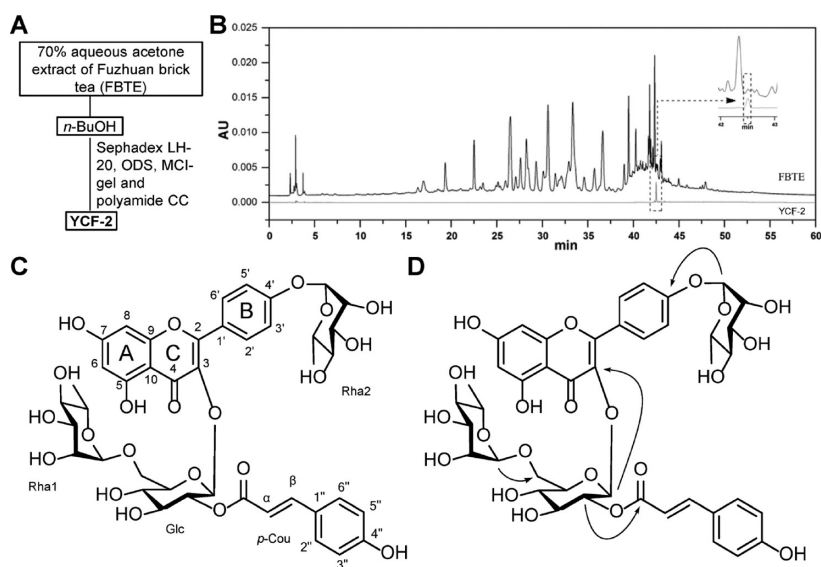 A
70% aqueous acetone
extract of Fuzhuan brick
tea (FBTE)
n-BuOH
Sephadex LH-
20, ODS, MCI-
gel and
polyamide CC
YCF-2
B
0.025
0.020
0.015
0.010
0.005
0.000
AU
0 5 10 15 20 25 30 35 40 45 50 55 60
min
42 43
min
FBTE
YCF-2
C
HO
7
8
9
O
2
1'
6'
5'
4'
3'
2'
B
A
C
6
5
10
4
3
OH
O
O
O
OH
OH
HO
Rha2
HO
HO
HO
O
O
Rha1
HO
HO
O
Glc
O
O
α
β
p-Cou
1"
2"
3"
4"
5"
6"
OH
D
HO
O
O
O
OH
OH
HO
OH
O
O
HO
HO
HO
O
O
HO
HO
O
O
O
OH